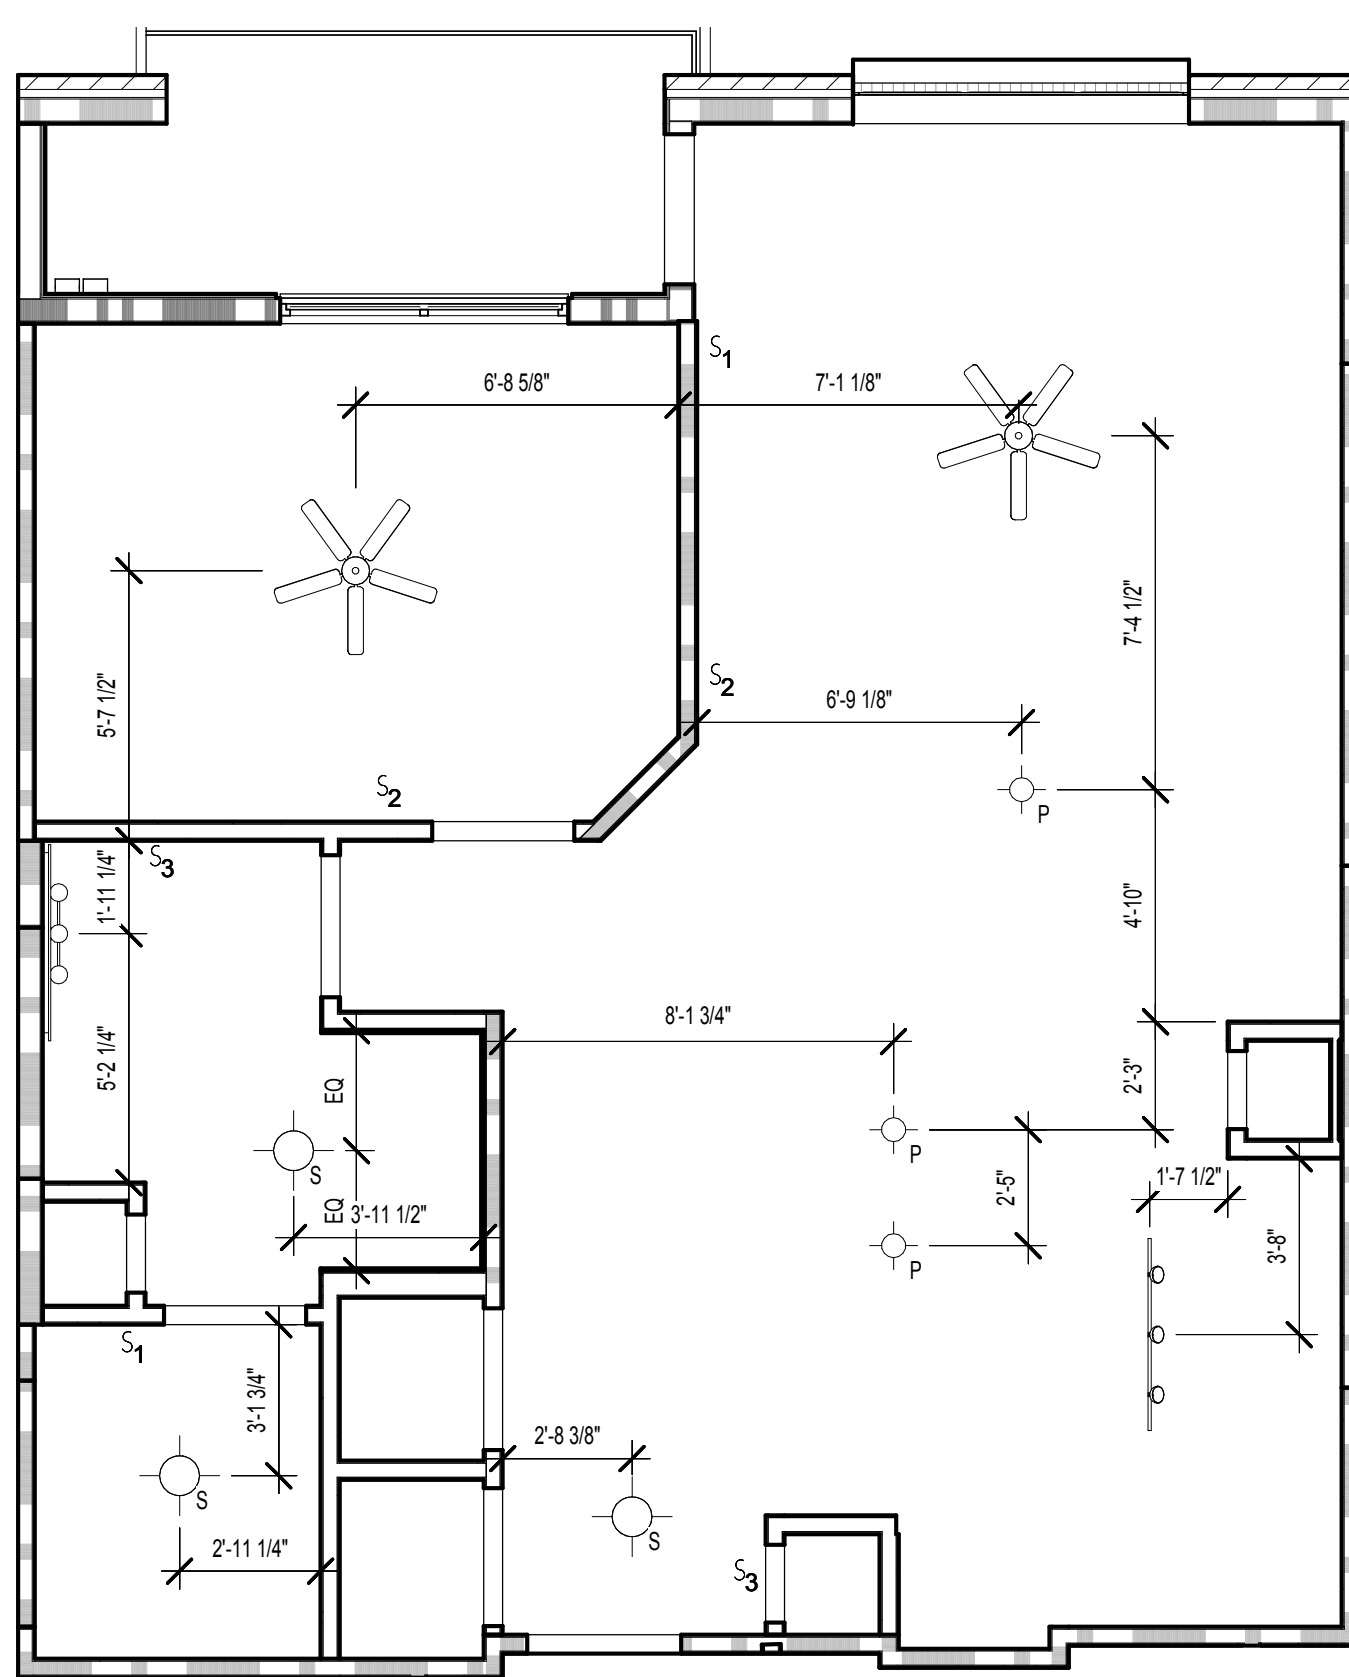 S1
6'-8 5/8"
7'-1 1/8"
7'-4 1/2"
5'-7 1/2"
S2
6'-9 1/8"
S2
P
S3
1'-11 1/4"
4'-10"
8'-1 3/4"
5'-2 1/4"
EQ
2'-3"
P
S
2'-5"
1'-7 1/2"
EQ
3'-11 1/2"
3'-8"
P
S1
3'-1 3/4"
2'-8 3/8"
S
S
2'-11 1/4"
S3